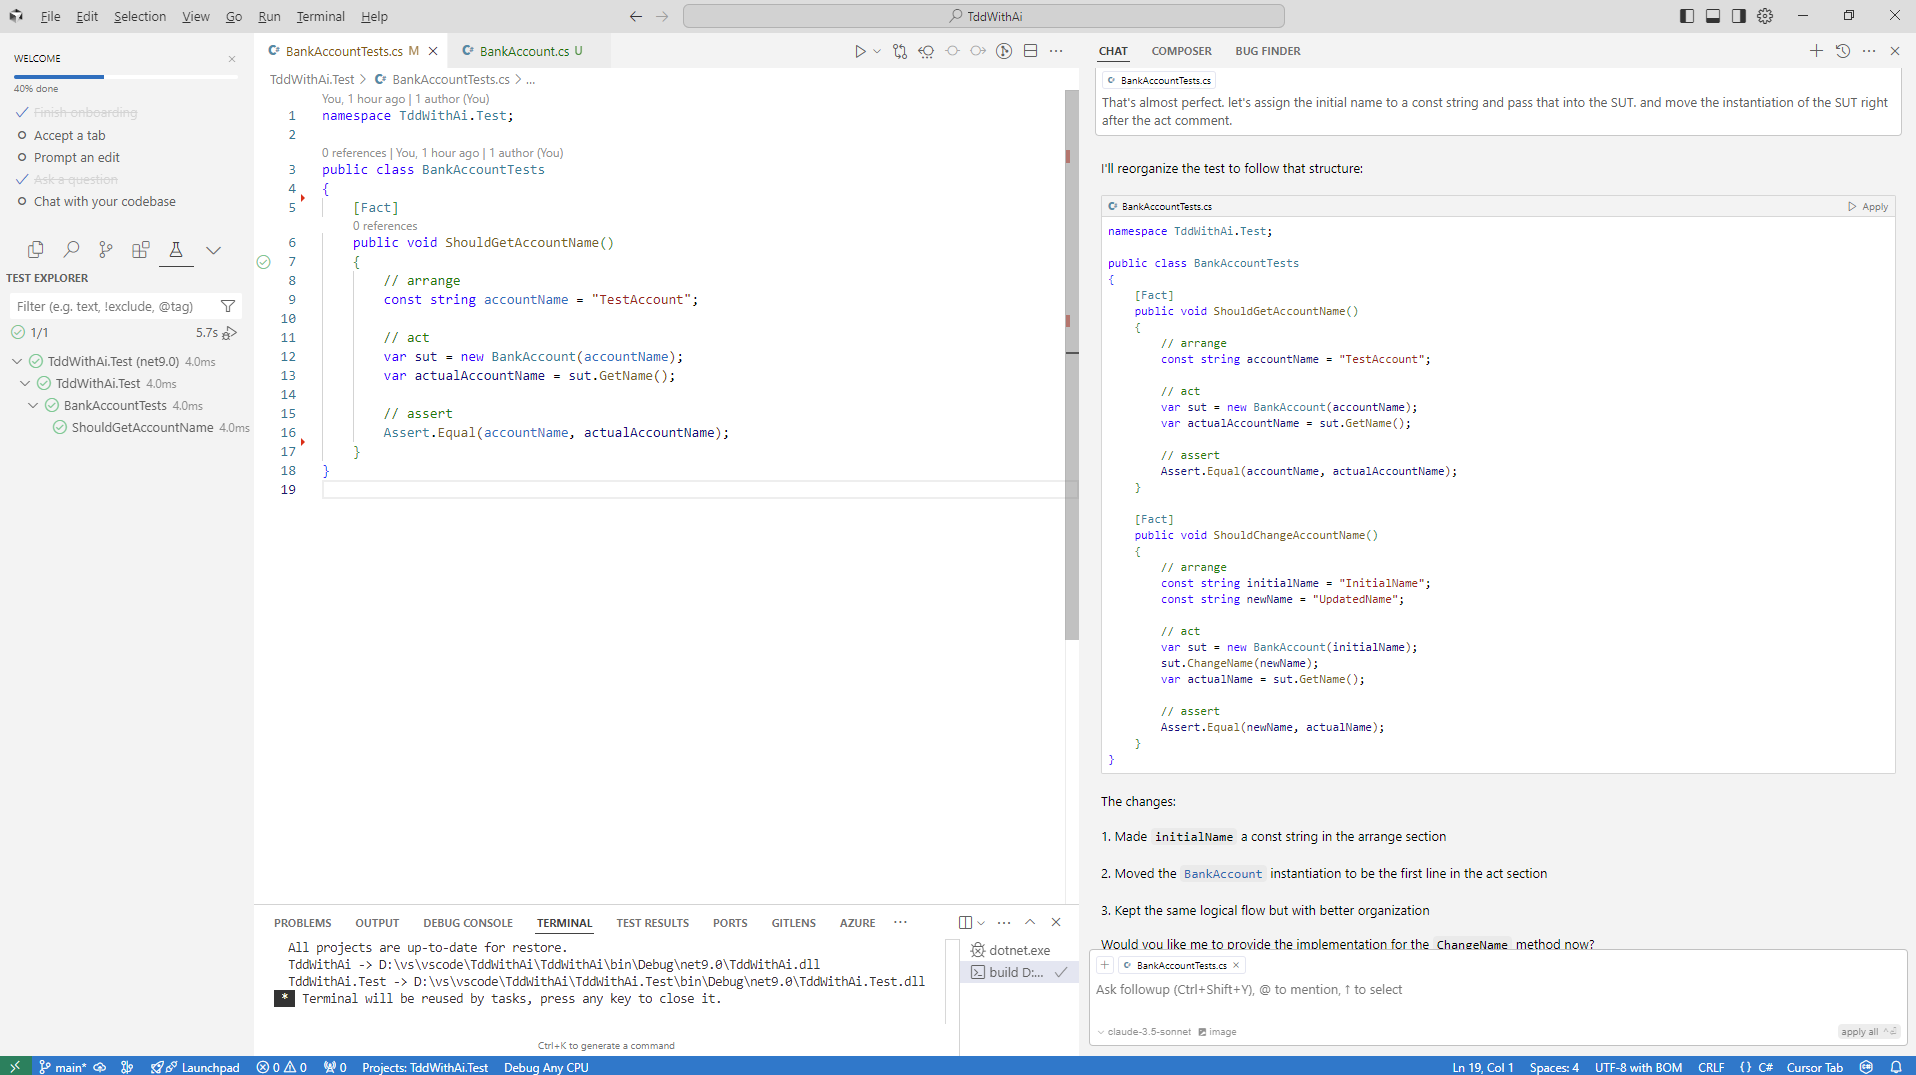 File Edit Selection View Go Run Terminal Help
TddWithAi
WELCOME
40% done
Finish onboarding
Accept a tab
Prompt an edit
Ask a question
Chat with your codebase
TEST EXPLORER
Filter (e.g. text, !exclude, @tag)
1/1 5.7s
TddWithAi.Test (net9.0) 4.0ms
TddWithAi.Test 4.0ms
BankAccountTests 4.0ms
ShouldGetAccountName 4.0ms
BankAccountTests.cs M
BankAccount.cs U
TddWithAi.Test > BankAccountTests.cs > ...
You, 1 hour ago | 1 author (You)
1 namespace TddWithAi.Test;
2
0 references | You, 1 hour ago | 1 author (You)
3 public class BankAccountTests
4 {
5 [Fact]
0 references
6 public void ShouldGetAccountName()
7 {
8 // arrange
9 const string accountName = "TestAccount";
10
11 // act
12 var sut = new BankAccount(accountName);
13 var actualAccountName = sut.GetName();
14
15 // assert
16 Assert.Equal(accountName, actualAccountName);
17 }
18 }
19
PROBLEMS OUTPUT DEBUG CONSOLE TERMINAL TEST RESULTS PORTS GITLENS AZURE ...
All projects are up-to-date for restore.
TddWithAi -> D:\vs\vscode\TddWithAi\TddWithAi\bin\Debug\net9.0\TddWithAi.dll
TddWithAi.Test -> D:\vs\vscode\TddWithAi\TddWithAi.Test\bin\Debug\net9.0\TddWithAi.Test.dll
* Terminal will be reused by tasks, press any key to close it.
Ctrl+K to generate a command
dotnet.exe
build D:...
CHAT COMPOSER BUG FINDER
BankAccountTests.cs
That's almost perfect. let's assign the initial name to a const string and pass that into the SUT. and move the instantiation of the SUT right
after the act comment.
I'll reorganize the test to follow that structure:
BankAccountTests.cs Apply
namespace TddWithAi.Test;
public class BankAccountTests
{
[Fact]
public void ShouldGetAccountName()
{
// arrange
const string accountName = "TestAccount";
// act
var sut = new BankAccount(accountName);
var actualAccountName = sut.GetName();
// assert
Assert.Equal(accountName, actualAccountName);
}
[Fact]
public void ShouldChangeAccountName()
{
// arrange
const string initialName = "InitialName";
const string newName = "UpdatedName";
// act
var sut = new BankAccount(initialName);
sut.ChangeName(newName);
var actualName = sut.GetName();
// assert
Assert.Equal(newName, actualName);
}
}
The changes:
1. Made initialName a const string in the arrange section
2. Moved the BankAccount instantiation to be the first line in the act section
3. Kept the same logical flow but with better organization
Would you like me to provide the implementation for the ChangeName method now?
+ BankAccountTests.cs ×
Ask followup (Ctrl+Shift+Y), @ to mention, ↑ to select
claude-3.5-sonnet image
apply all
main* Launchpad 0 0 0 Projects: TddWithAi.Test Debug Any CPU
Ln 19, Col 1 Spaces: 4 UTF-8 with BOM CRLF {} C# Cursor Tab